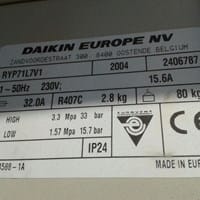 DAIKIN EUROPE NV
ZANDVOORDESTRAAT 300, 8400 OOSTENDE BELGIUM
RYP71L7V1 2004 2406787
1~50Hz 230V; 15.6A
32.0A R407C 2.8 kg 80 kg
HIGH 3.3 Mpa 33 bar
LOW 1.57 Mpa 15.7 bar
IP24
MADE IN EUR